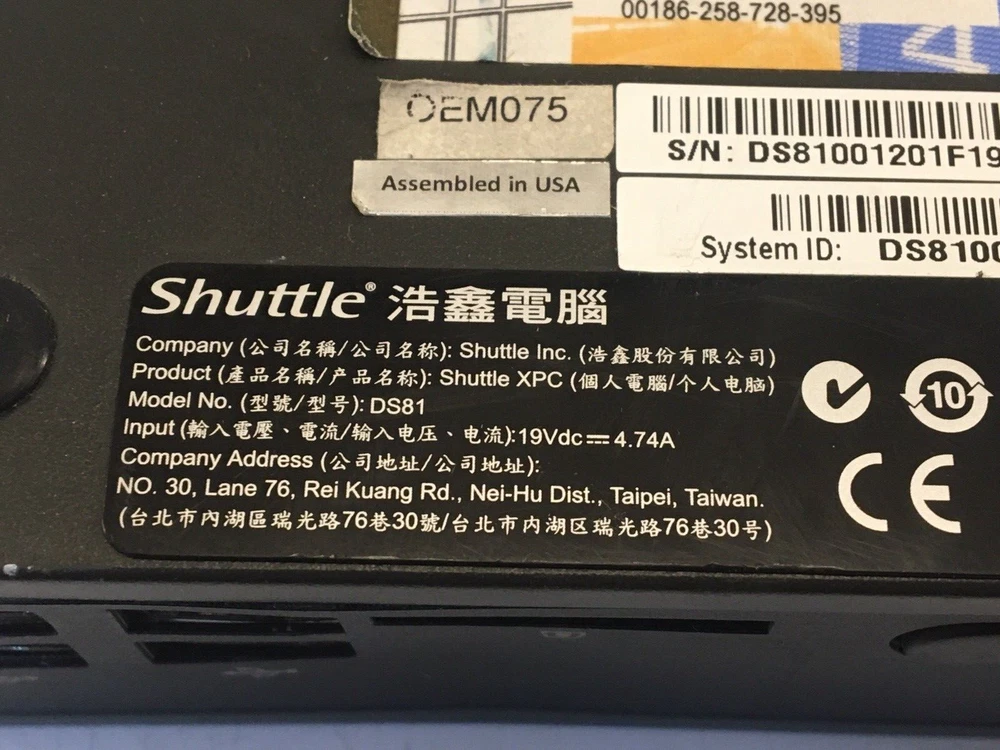 00186-258-728-395
OEM075
Assembled in USA
S/N: DS81001201F19
System ID: DS8100
Shuttle® 浩鑫電腦
Company (公司名稱/公司名称): Shuttle Inc. (浩鑫股份有限公司)
Product (產品名稱/产品名称): Shuttle XPC (個人電腦/个人电脑)
Model No. (型號/型号): DS81
Input (輸入電壓、電流/输入电压、电流):19Vdc⎓4.74A
Company Address (公司地址/公司地址):
NO. 30, Lane 76, Rei Kuang Rd., Nei-Hu Dist., Taipei, Taiwan.
(台北市內湖區瑞光路76巷30號/台北市内湖区瑞光路76巷30号)
10
CE